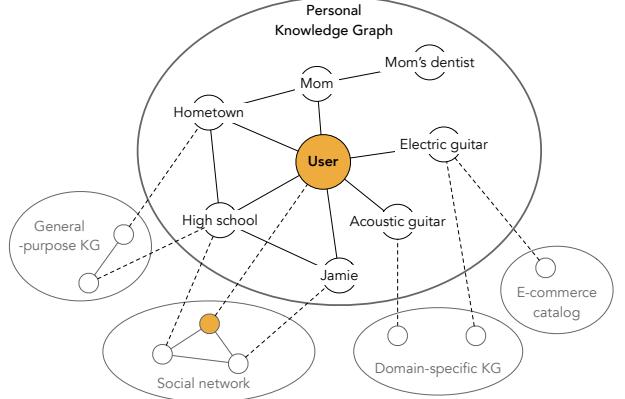 Personal
Knowledge Graph
Mom's dentist
Mom
Hometown
Electric guitar
User
High school
Acoustic guitar
General
-purpose KG
Jamie
E-commerce
catalog
Domain-specific KG
Social network